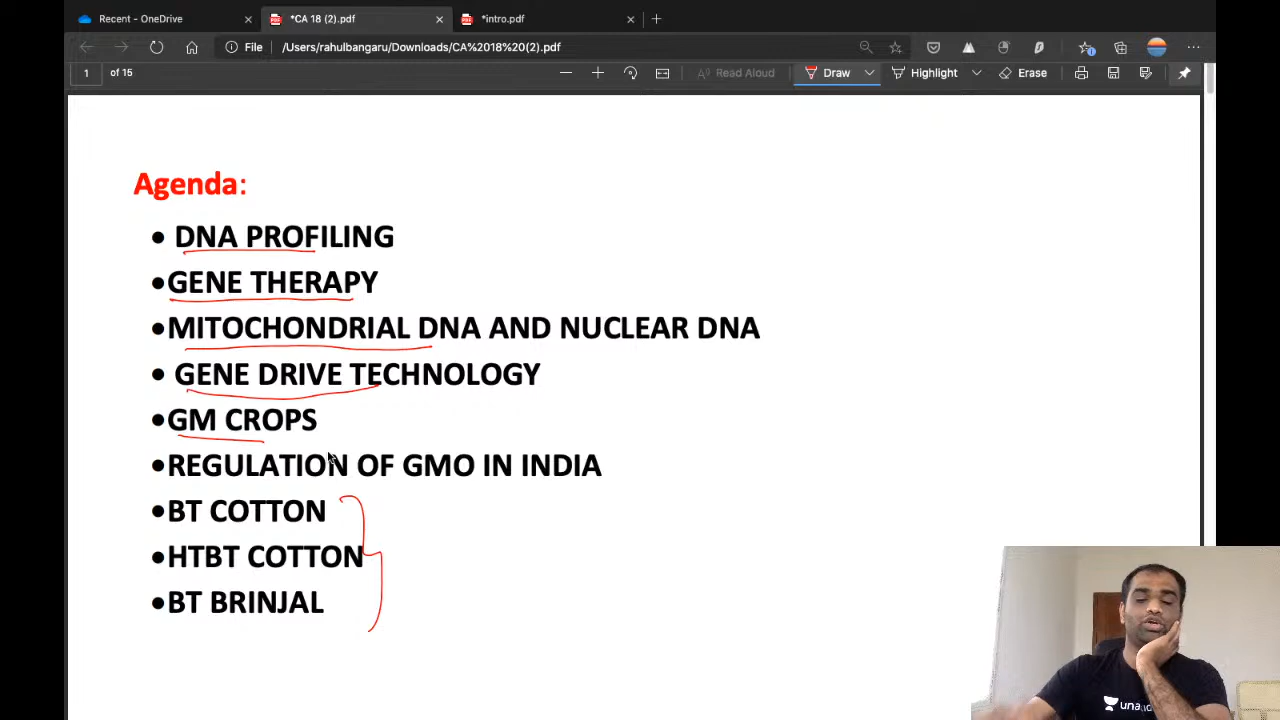 Recent - OneDrive
*CA 18 (2).pdf
*intro.pdf
File /Users/rahulbangaru/Downloads/CA%2018%20(2).pdf
1 of 15
Read Aloud
Draw
Highlight
Erase
Agenda:
• DNA PROFILING
•GENE THERAPY
•MITOCHONDRIAL DNA AND NUCLEAR DNA
• GENE DRIVE TECHNOLOGY
•GM CROPS
•REGULATION OF GMO IN INDIA
•BT COTTON
•HTBT COTTON
•BT BRINJAL